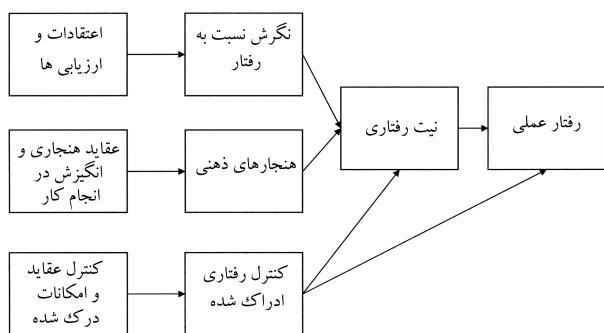 اعتقادات و
ارزیابی ها
نگرش نسبت به
رفتار
نیت رفتاری
رفتار عملی
عقاید هنجاری و
انگیزش در
انجام کار
هنجارهای ذهنی
کنترل عقاید
و امکانات
درک شده
کنترل رفتاری
ادراک شده